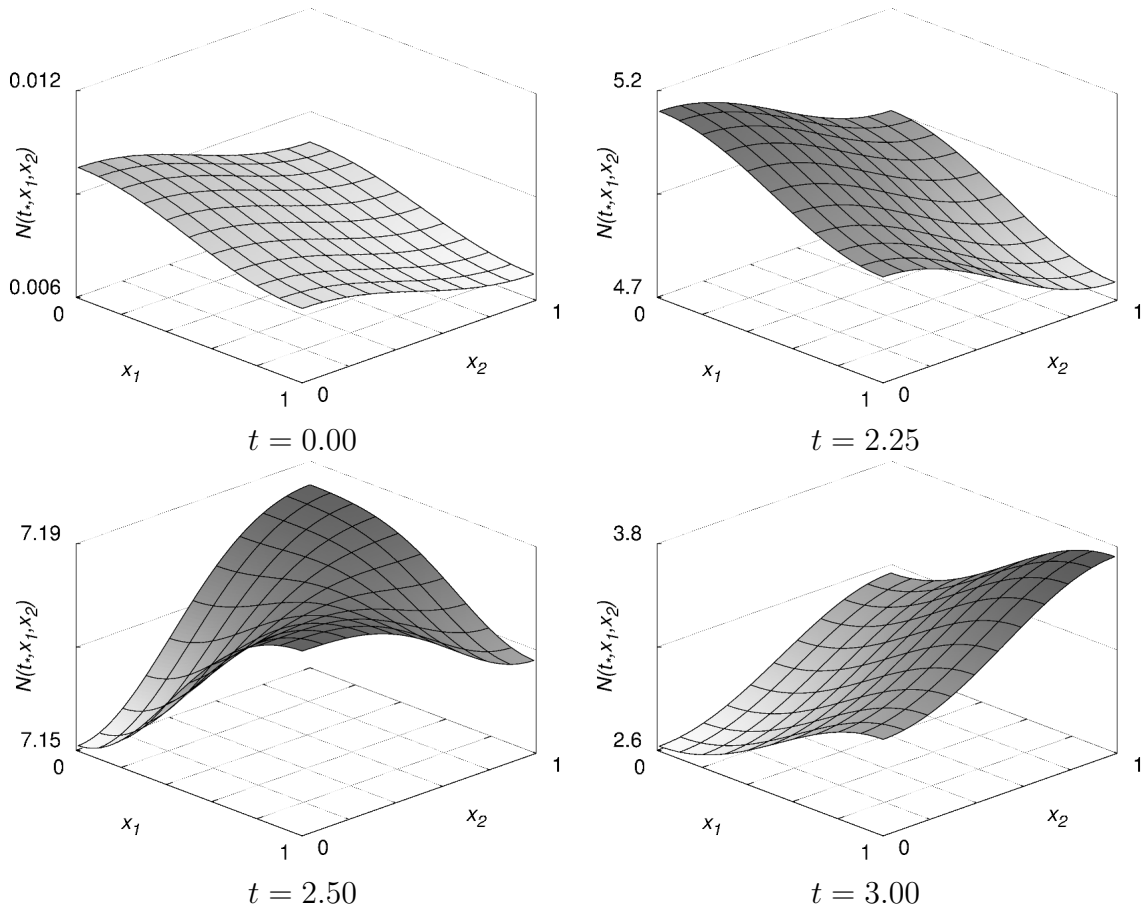 0.012
N(t*,x1,x2)
0.006
0
x1
1
0
x2
1
t = 0.00
5.2
N(t*,x1,x2)
4.7
0
x1
1
0
x2
1
t = 2.25
7.19
N(t*,x1,x2)
7.15
0
x1
1
0
x2
1
t = 2.50
3.8
N(t*,x1,x2)
2.6
0
x1
1
0
x2
1
t = 3.00